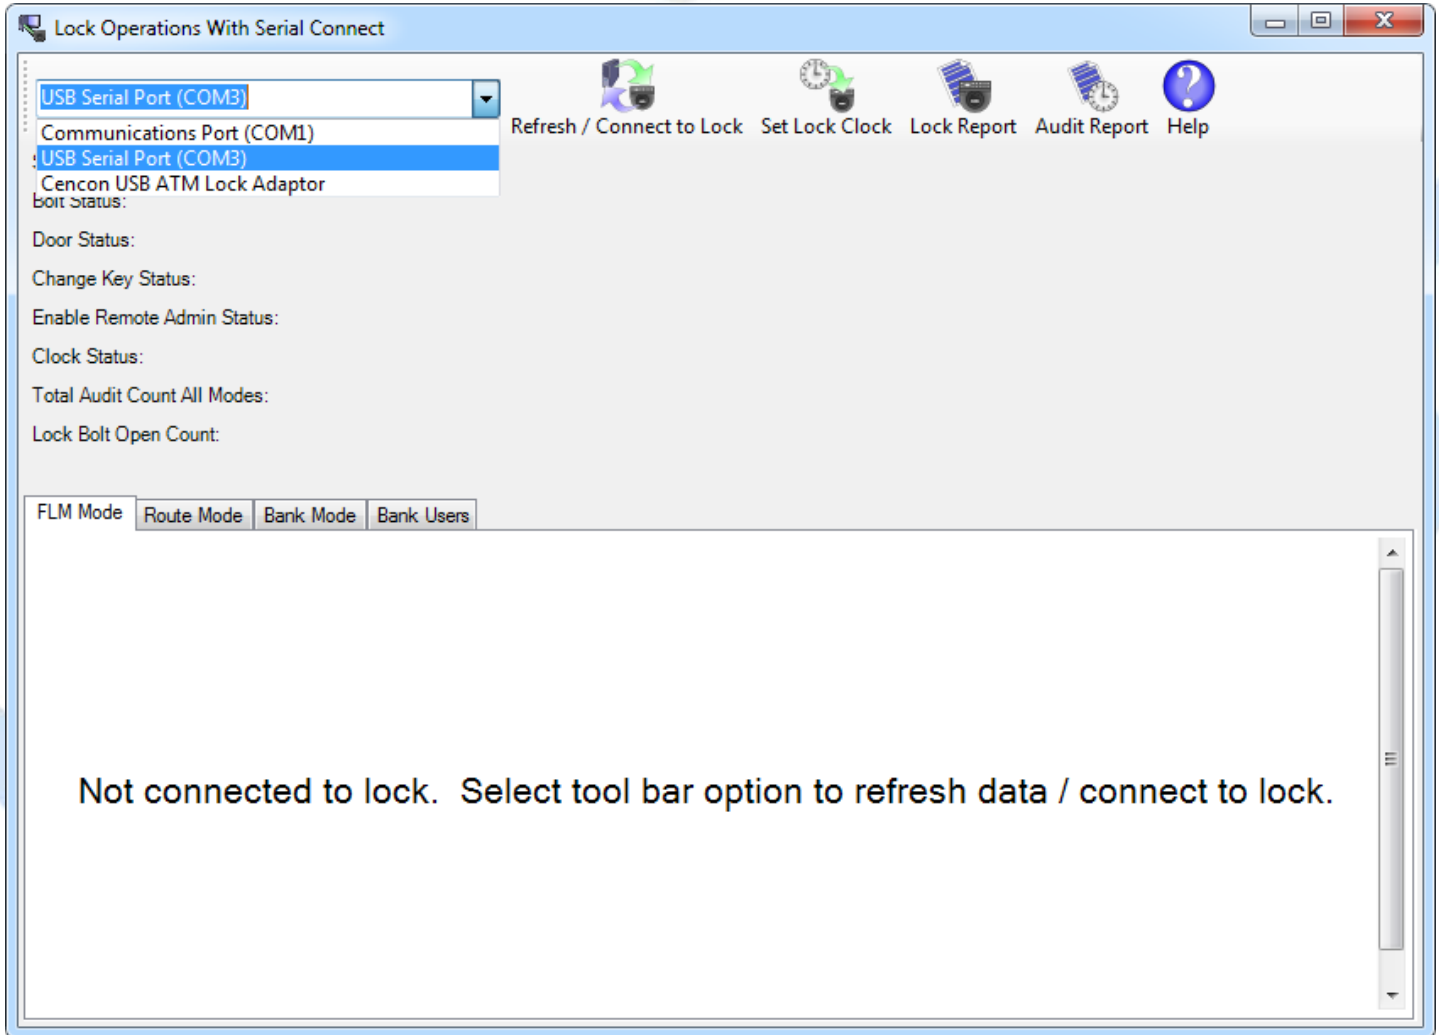 Lock Operations With Serial Connect
USB Serial Port (COM3)
Refresh / Connect to Lock Set Lock Clock Lock Report Audit Report Help
Communications Port (COM1)
USB Serial Port (COM3)
Cencon USB ATM Lock Adaptor
Bolt Status:
Door Status:
Change Key Status:
Enable Remote Admin Status:
Clock Status:
Total Audit Count All Modes:
Lock Bolt Open Count:
FLM Mode Route Mode Bank Mode Bank Users
Not connected to lock. Select tool bar option to refresh data / connect to lock.